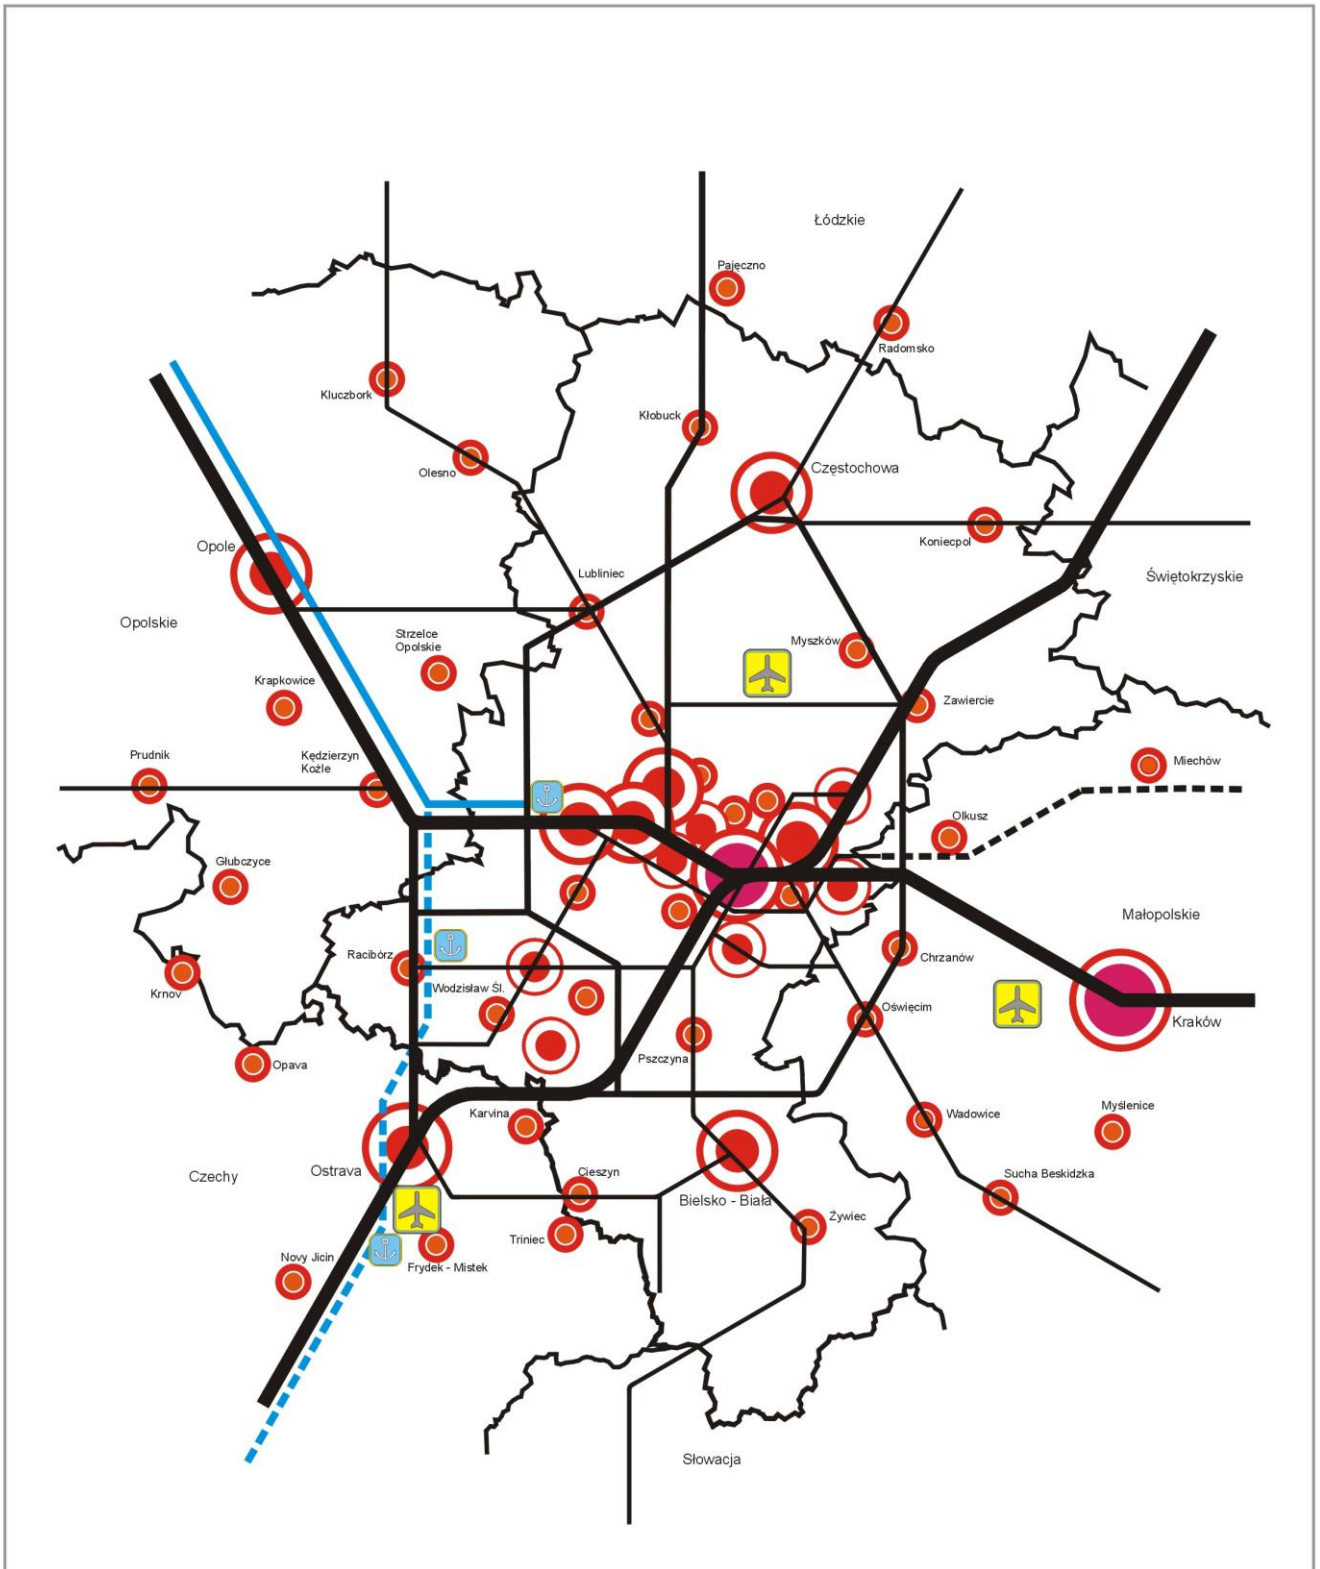 Łódzkie
Pajęczno
Radomsko
Kluczbork
Kłobuck
Olesno
Częstochowa
Opole
Koniecpol
Lubliniec
Świętokrzyskie
Opolskie
Strzelce
Opolskie
Myszków
Krapkowice
Zawiercie
Prudnik
Kędzierzyn
Koźle
Miechów
Olkusz
Głubczyce
Małopolskie
Racibórz
Chrzanów
Krnov
Wodzisław Śl.
Oświęcim
Kraków
Opava
Pszczyna
Karvina
Wadowice
Myślenice
Czechy
Ostrava
Cieszyn
Bielsko - Biała
Sucha Beskidzka
Triniec
Żywiec
Novy Jicin
Frydek - Mistek
Słowacja